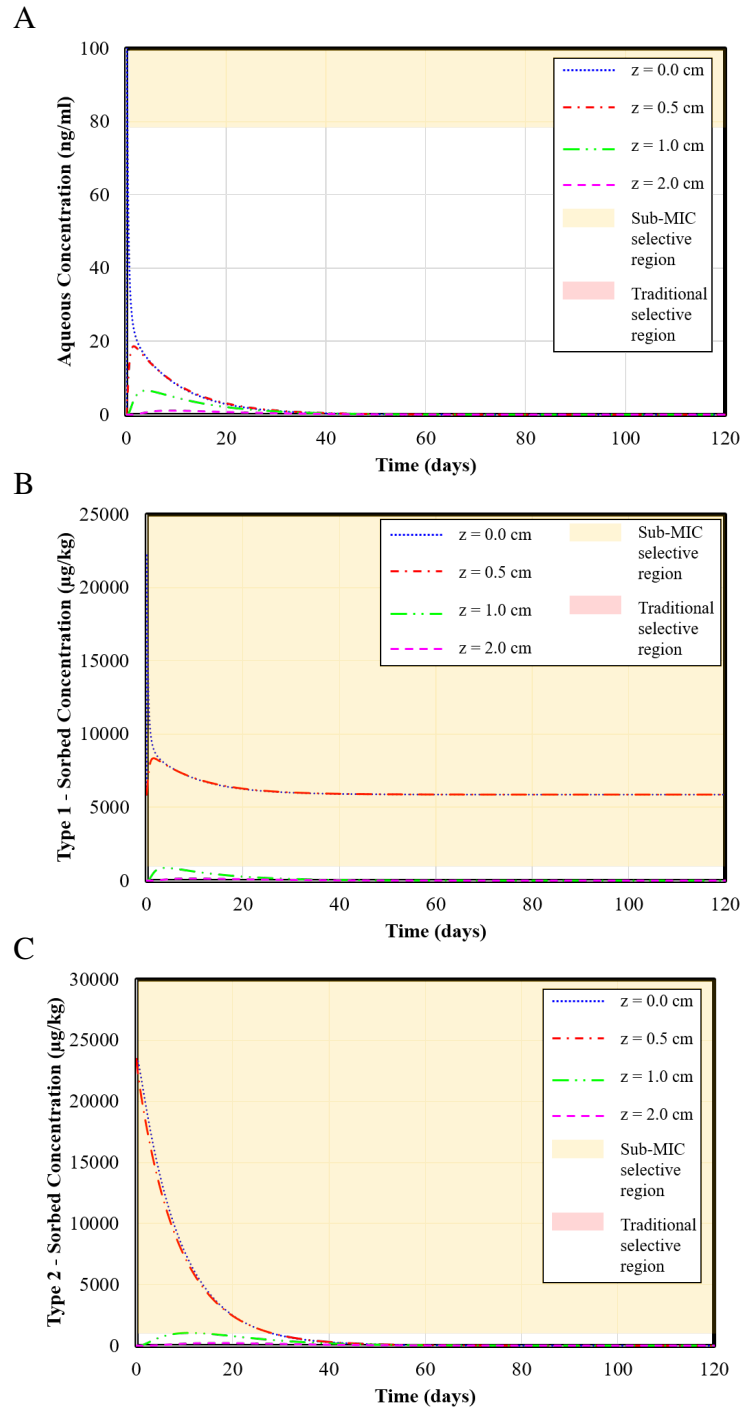 A
Aqueous Concentration (ng/ml)
100
80
60
40
20
0
z = 0.0 cm
z = 0.5 cm
z = 1.0 cm
z = 2.0 cm
Sub-MIC
selective
region
Traditional
selective
region
0 20 40 60 80 100 120
Time (days)
B
Type 1 - Sorbed Concentration (µg/kg)
25000
20000
15000
10000
5000
0
z = 0.0 cm
z = 0.5 cm
z = 1.0 cm
z = 2.0 cm
Sub-MIC
selective
region
Traditional
selective
region
0 20 40 60 80 100 120
Time (days)
C
Type 2 - Sorbed Concentration (µg/kg)
30000
25000
20000
15000
10000
5000
0
z = 0.0 cm
z = 0.5 cm
z = 1.0 cm
z = 2.0 cm
Sub-MIC
selective
region
Traditional
selective
region
0 20 40 60 80 100 120
Time (days)